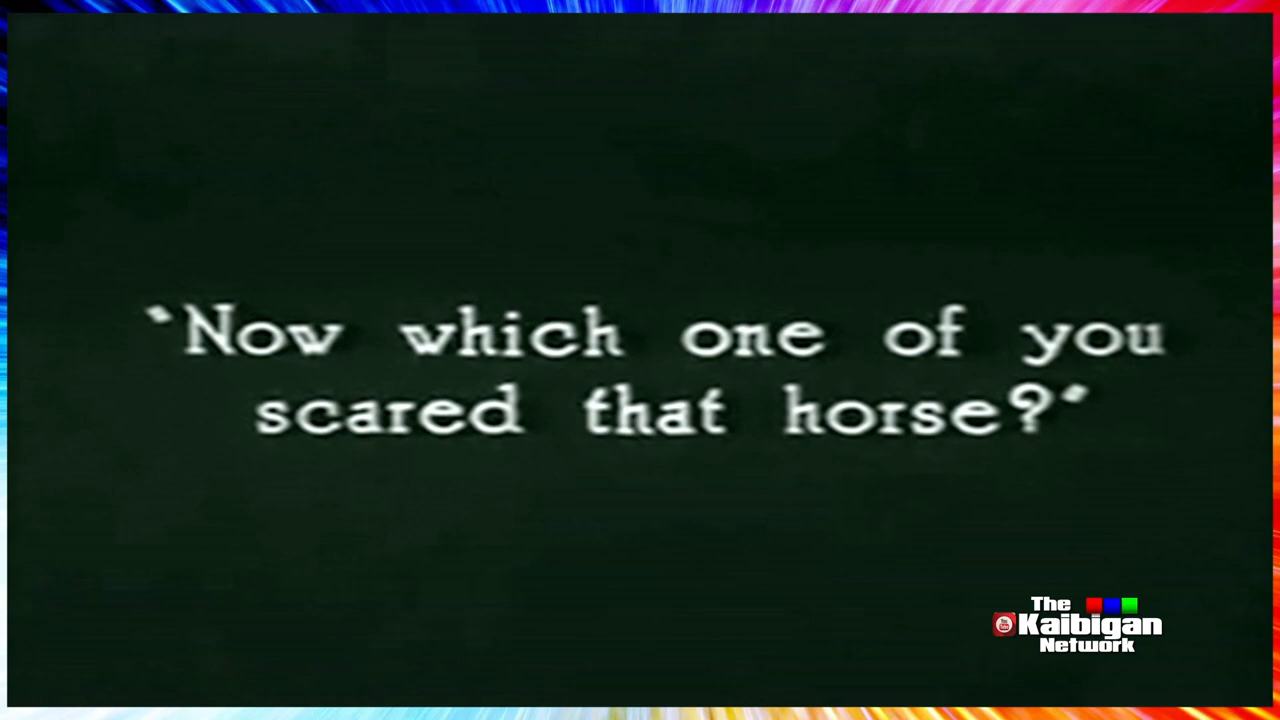 "Now which one of you
scared that horse?"
The
Kaibigan
Network